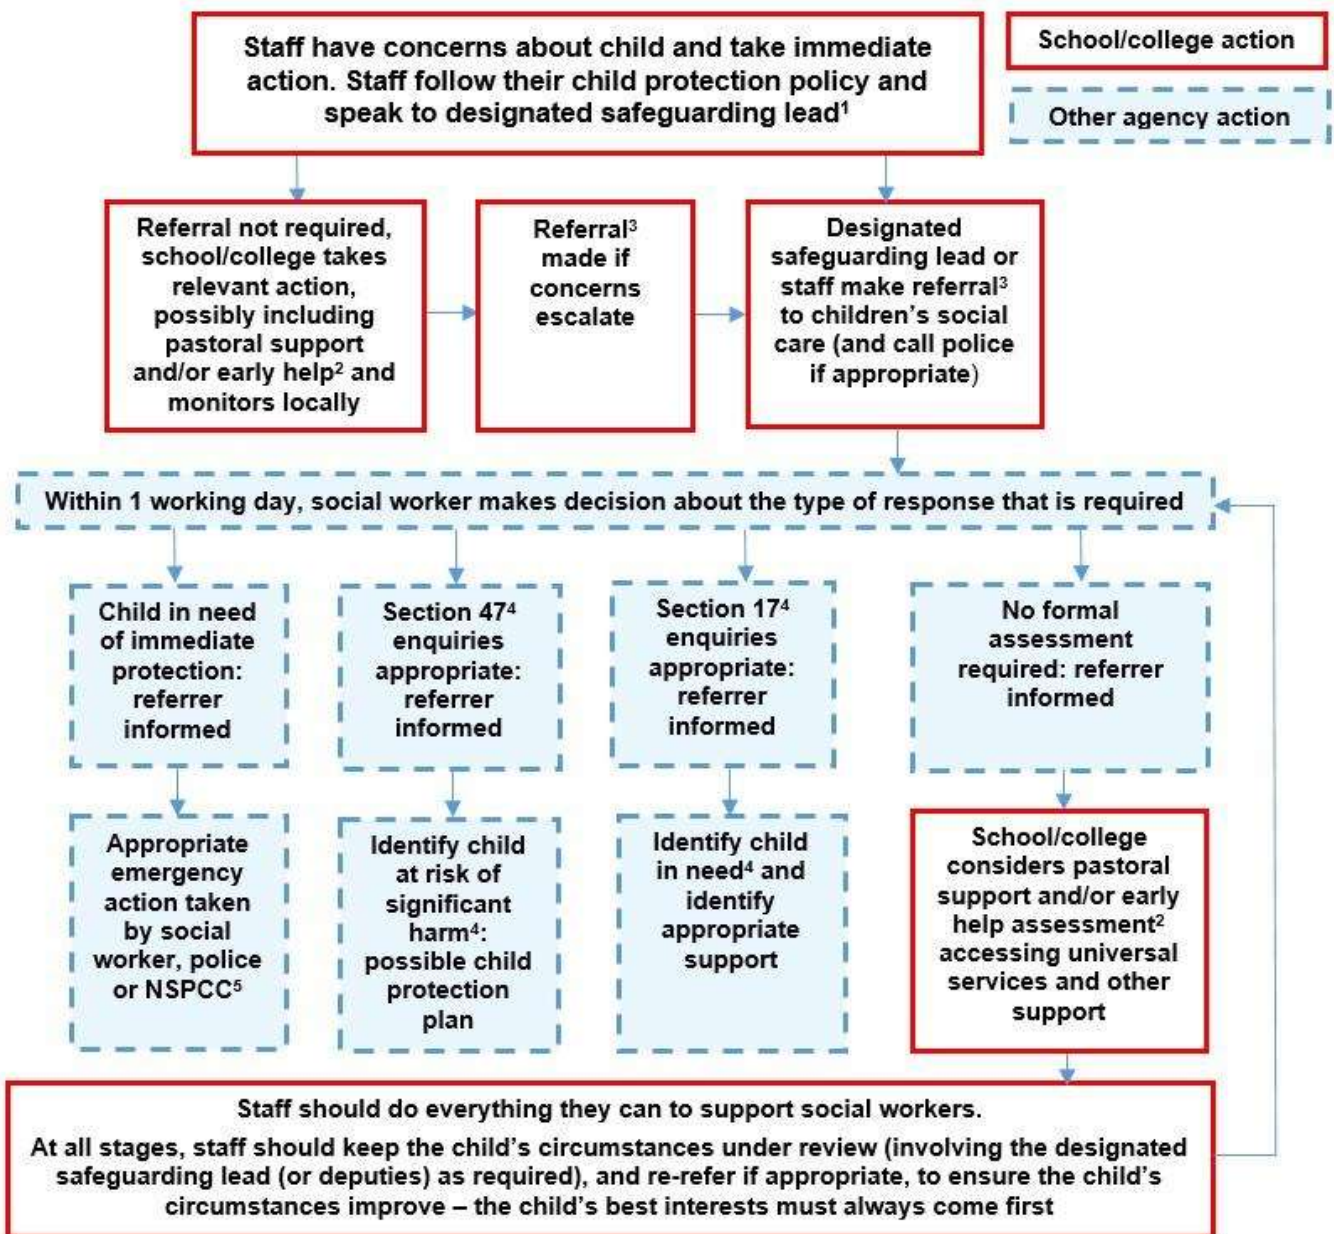 Staff have concerns about child and take immediate
action. Staff follow their child protection policy and
speak to designated safeguarding lead¹
School/college action
Other agency action
Referral not required,
school/college takes
relevant action,
possibly including
pastoral support
and/or early help² and
monitors locally
Referral³
made if
concerns
escalate
Designated
safeguarding lead or
staff make referral³
to children’s social
care (and call police
if appropriate)
Within 1 working day, social worker makes decision about the type of response that is required
Child in need
of immediate
protection:
referrer
informed
Section 47⁴
enquiries
appropriate:
referrer
informed
Section 17⁴
enquiries
appropriate:
referrer
informed
No formal
assessment
required: referrer
informed
Appropriate
emergency
action taken
by social
worker, police
or NSPCC⁵
Identify child
at risk of
significant
harm⁴:
possible child
protection
plan
Identify child
in need⁴ and
identify
appropriate
support
School/college
considers pastoral
support and/or early
help assessment²
accessing universal
services and other
support
Staff should do everything they can to support social workers.
At all stages, staff should keep the child’s circumstances under review (involving the designated
safeguarding lead (or deputies) as required), and re-refer if appropriate, to ensure the child’s
circumstances improve – the child’s best interests must always come first